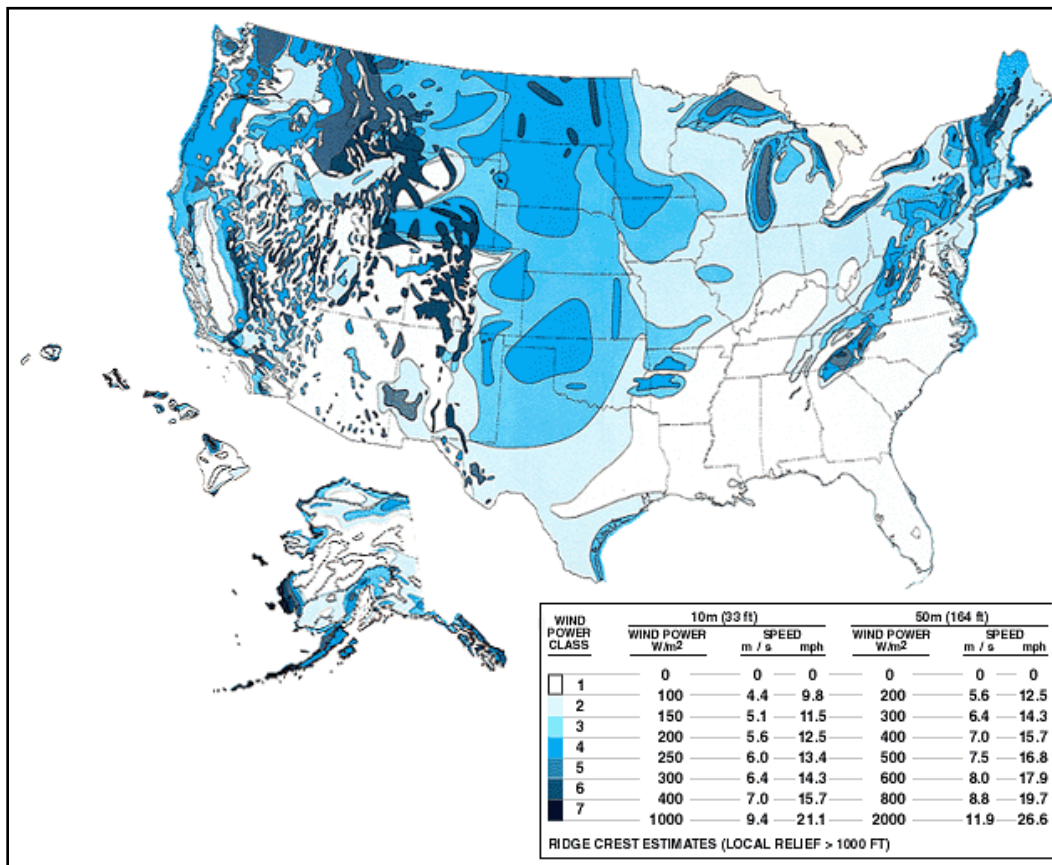 WIND POWER CLASS 10m (33 ft) 50m (164 ft)
WIND POWER W/m2 SPEED m / s mph WIND POWER W/m2 SPEED m / s mph
0 0 0 0 0 0
1
100 4.4 9.8 200 5.6 12.5
2
150 5.1 11.5 300 6.4 14.3
3
200 5.6 12.5 400 7.0 15.7
4
250 6.0 13.4 500 7.5 16.8
5
300 6.4 14.3 600 8.0 17.9
6
400 7.0 15.7 800 8.8 19.7
7
1000 9.4 21.1 2000 11.9 26.6
RIDGE CREST ESTIMATES (LOCAL RELIEF > 1000 FT)